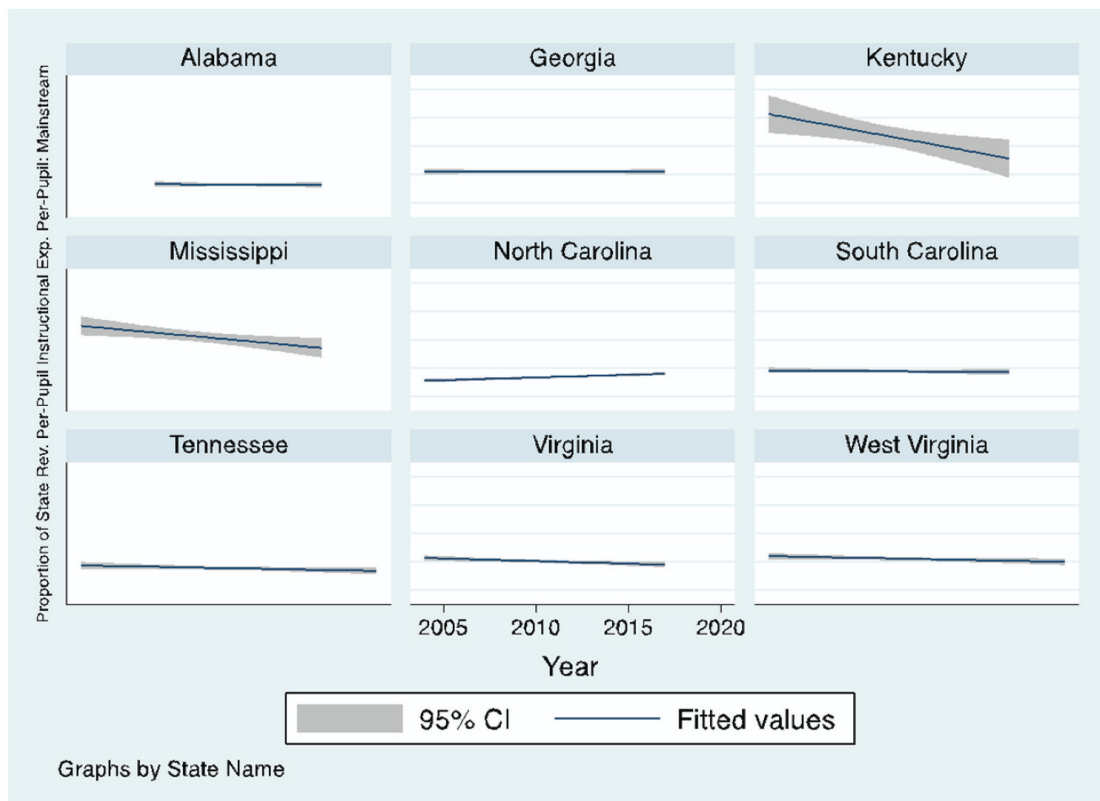 Proportion of State Rev. Per-Pupil Instructional Exp. Per-Pupil: Mainstream
Alabama
Georgia
Kentucky
Mississippi
North Carolina
South Carolina
Tennessee
Virginia
West Virginia
2005
2010
2015
2020
Year
95% CI
Fitted values
Graphs by State Name